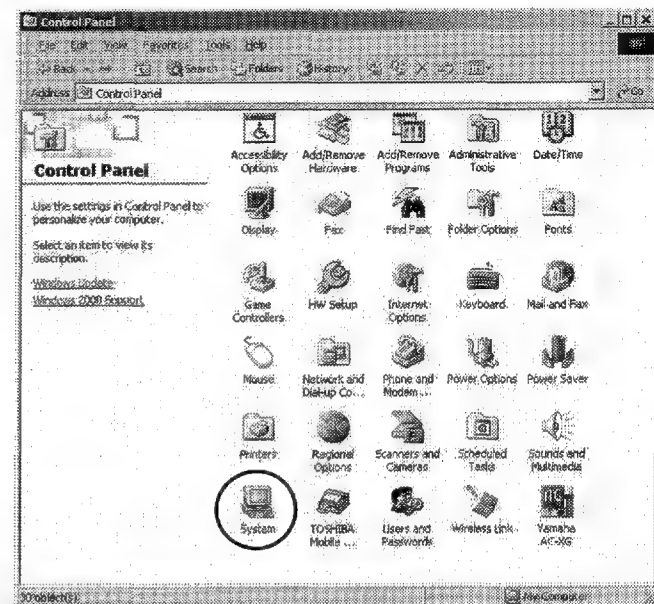 Control Panel
File Edit View Favorites Tools Help
Back Search Folders History
Address Control Panel Go
Control Panel
Use the settings in Control Panel to
personalize your computer.
Select an item to view its
description.
Windows Update
Windows 2000 Support
Accessibility Options
Add/Remove Hardware
Add/Remove Programs
Administrative Tools
Date/Time
Display
Fax
Find Fast
Folder Options
Fonts
Game Controllers
HW Setup
Internet Options
Keyboard
Mail and Fax
Mouse
Network and Dial-up Co...
Phone and Modem ...
Power Options
Power Saver
Printers
Regional Options
Scanners and Cameras
Scheduled Tasks
Sounds and Multimedia
System
TOSHIBA Mobile ...
Users and Passwords
Wireless Link
Yamaha AC-XG
30 object(s)
My Computer